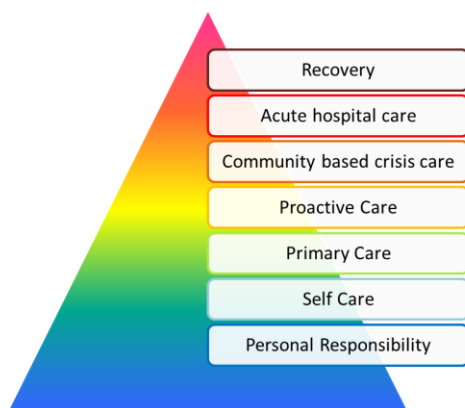 Recovery
Acute hospital care
Community based crisis care
Proactive Care
Primary Care
Self Care
Personal Responsibility